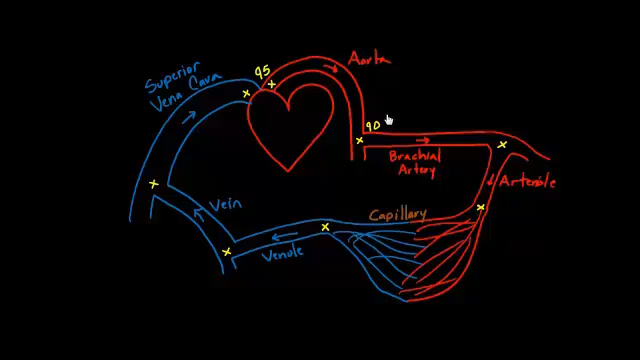 Superior
Vena Cava
95
Aorta
90
Brachial
Artery
Arteriole
Capillary
Vein
Venule